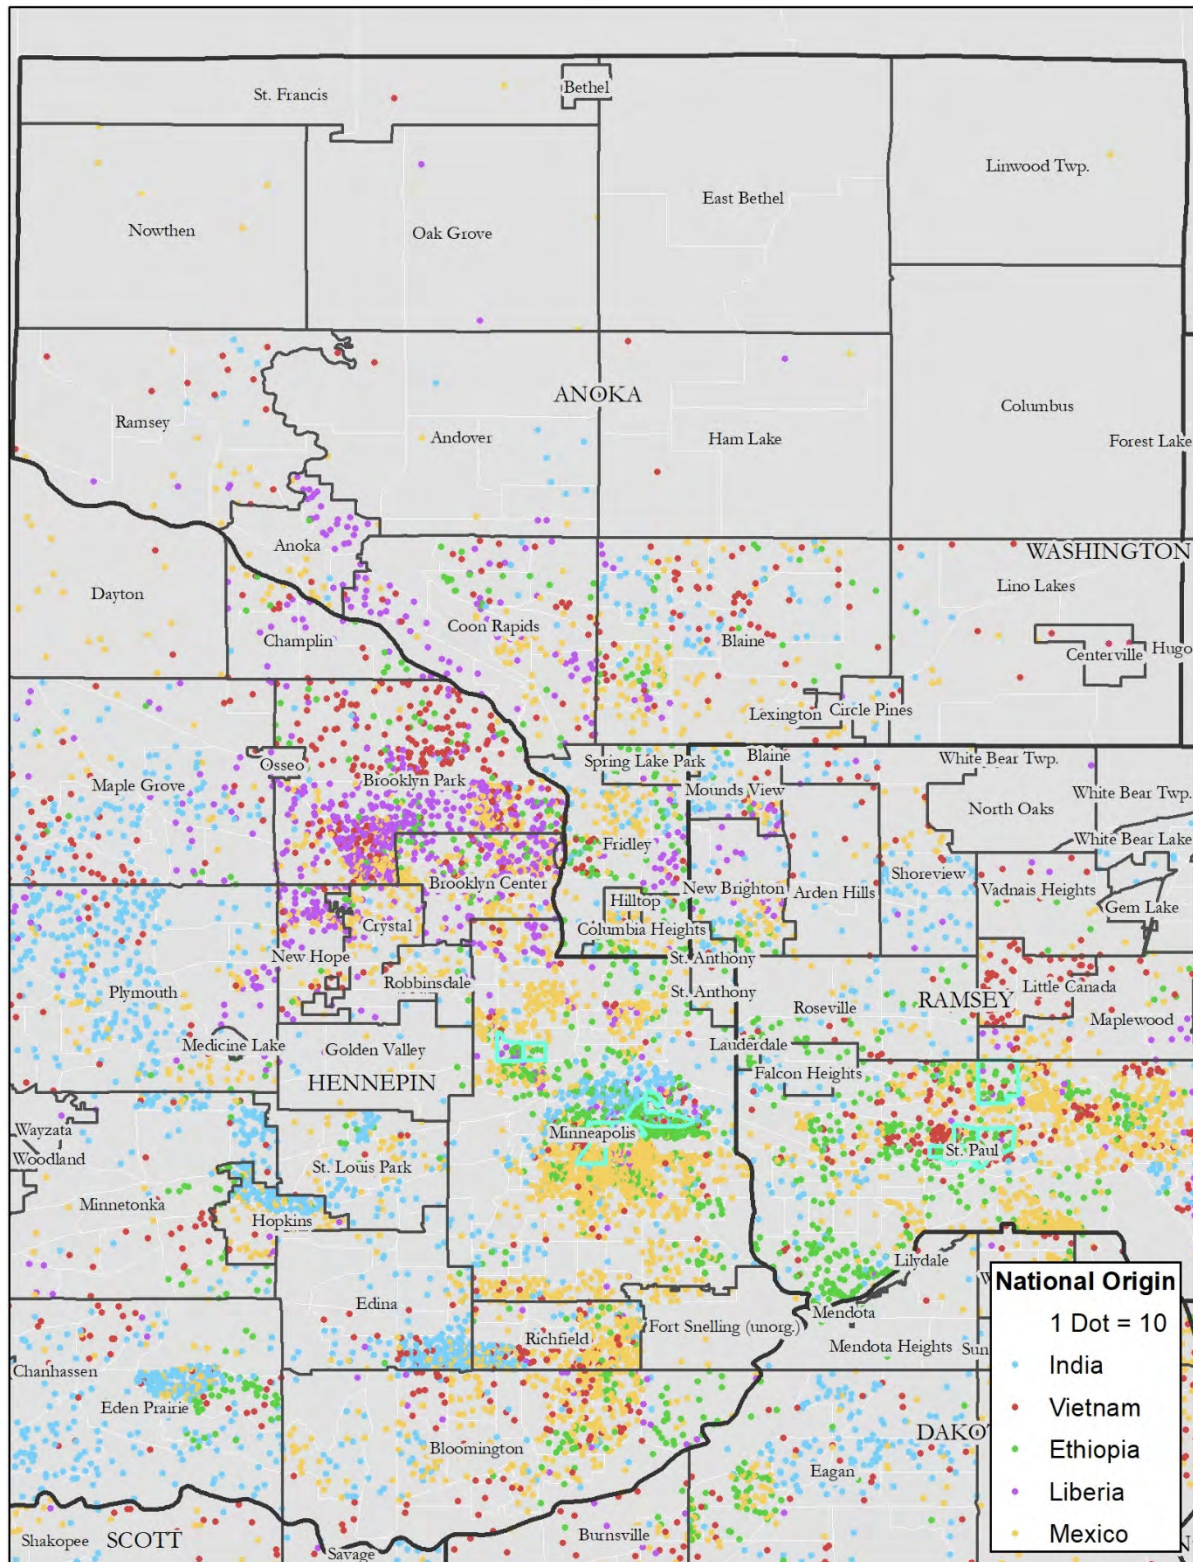 Bethel
St. Francis
Linwood Twp.
East Bethel
Nowthen
Oak Grove
ANOKA
Columbus
Ramsey
Andover
Ham Lake
Forest Lake
Anoka
WASHINGTON
Lino Lakes
Dayton
Coon Rapids
Champlin
Blaine
Centerville
Hugo
Lexington
Circle Pines
Osseo
Spring Lake Park
Blaine
White Bear Twp.
Maple Grove
Brooklyn Park
Mounds View
White Bear Twp.
North Oaks
Fridley
White Bear Lake
Brooklyn Center
New Brighton
Arden Hills
Shoreview
Vadnais Heights
Hilltop
Gem Lake
Crystal
Columbia Heights
New Hope
St. Anthony
Robbinsdale
Plymouth
St. Anthony
Little Canada
RAMSEY
Roseville
Maplewood
Medicine Lake
Golden Valley
Lauderdale
Falcon Heights
HENNEPIN
Wayzata
Minneapolis
Woodland
St. Louis Park
St. Paul
Minnetonka
Hopkins
Lilydale
Edina
Mendota
Richfield
Fort Snelling (unorg.)
Mendota Heights
Sun
Chanhassen
Eden Prairie
Bloomington
DAKOT
Eagan
Shakopee
SCOTT
Savage
Burnsville
National Origin
1 Dot = 10
India
Vietnam
Ethiopia
Liberia
Mexico